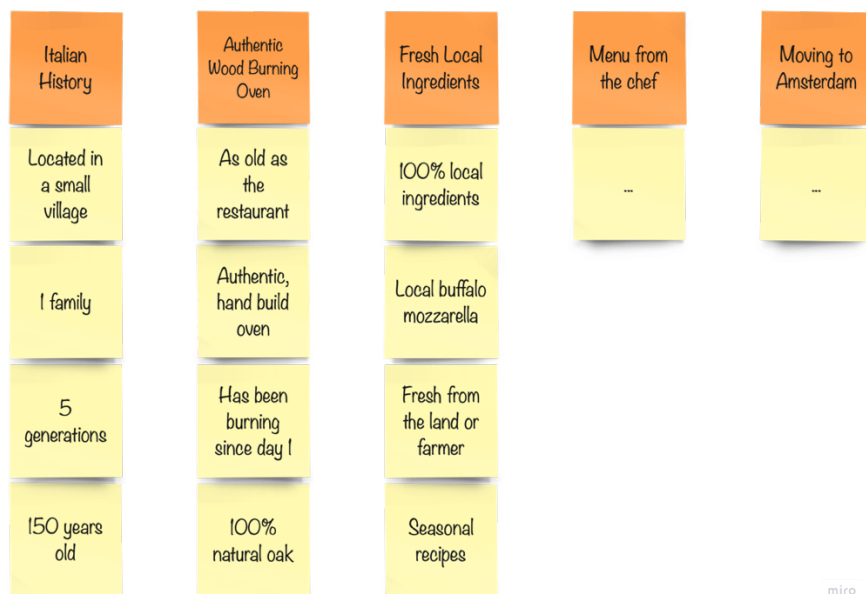 Italian
History
Authentic
Wood Burning
Oven
Fresh Local
Ingredients
Menu from
the chef
Moving to
Amsterdam
Located in
a small
village
As old as
the
restaurant
100% local
ingredients
...
...
1 family
Authentic,
hand build
oven
Local buffalo
mozzarella
5
generations
Has been
burning
since day 1
Fresh from
the land or
farmer
150 years
old
100%
natural oak
Seasonal
recipes
miro